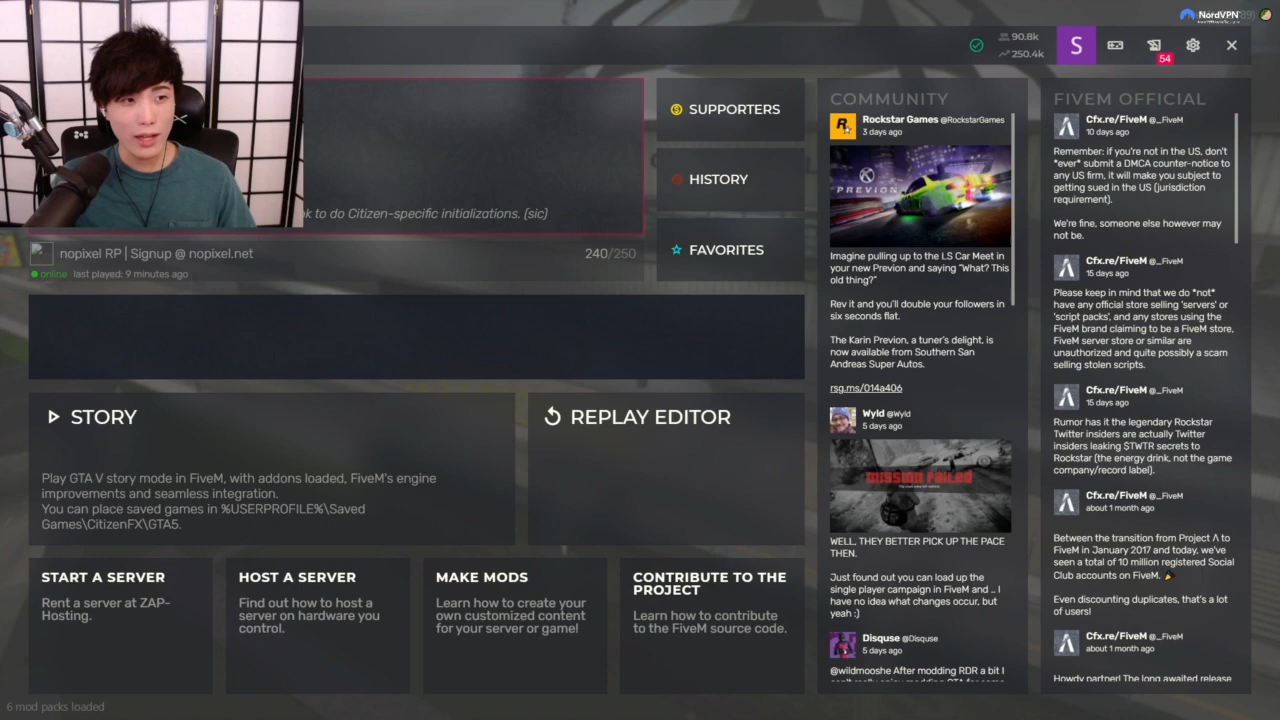 NordVPN
90.8k
250.4k
S
54
SUPPORTERS
HISTORY
FAVORITES
k to do Citizen-specific initializations. (sic)
nopixel RP | Signup @ nopixel.net
240/250
online last played: 9 minutes ago
STORY
Play GTA V story mode in FiveM, with addons loaded, FiveM's engine
improvements and seamless integration.
You can place saved games in %USERPROFILE%\Saved
Games\CitizenFX\GTA5.
REPLAY EDITOR
START A SERVER
Rent a server at ZAP-
Hosting.
HOST A SERVER
Find out how to host a
server on hardware you
control.
MAKE MODS
Learn how to create your
own customized content
for your server or game!
CONTRIBUTE TO THE
PROJECT
Learn how to contribute
to the FiveM source code.
COMMUNITY
Rockstar Games @RockstarGames
3 days ago
PREVION
Imagine pulling up to the LS Car Meet in
your new Previon and saying "What? This
old thing?"
Rev it and you'll double your followers in
six seconds flat.
The Karin Previon, a tuner's delight, is
now available from Southern San
Andreas Super Autos.
rsg.ms/014a406
Wyld @Wyld
5 days ago
mission failed
WELL, THEY BETTER PICK UP THE PACE
THEN.
Just found out you can load up the
single player campaign in FiveM and .. I
have no idea what changes occur, but
yeah :)
Disquse @Disquse
5 days ago
@wildmooshe After modding RDR a bit I
FIVEM OFFICIAL
Cfx.re/FiveM @_FiveM
10 days ago
Remember: if you're not in the US, don't
*ever* submit a DMCA counter-notice to
any US firm, it will make you subject to
getting sued in the US (jurisdiction
requirement).
We're fine, someone else however may
not be.
Cfx.re/FiveM @_FiveM
15 days ago
Please keep in mind that we do *not*
have any official store selling 'servers' or
'script packs', and any stores using the
FiveM brand claiming to be a FiveM store,
FiveM server store or similar are
unauthorized and quite possibly a scam
selling stolen scripts.
Cfx.re/FiveM @_FiveM
15 days ago
Rumor has it the legendary Rockstar
Twitter insiders are actually Twitter
insiders leaking $TWTR secrets to
Rockstar (the energy drink, not the game
company/record label).
Cfx.re/FiveM @_FiveM
about 1 month ago
Between the transition from Project Λ to
FiveM in January 2017 and today, we've
seen a total of 10 million registered Social
Club accounts on FiveM. 🎉
Even discounting duplicates, that's a lot
of users!
Cfx.re/FiveM @_FiveM
about 1 month ago
Howdy partner! The long awaited release
6 mod packs loaded